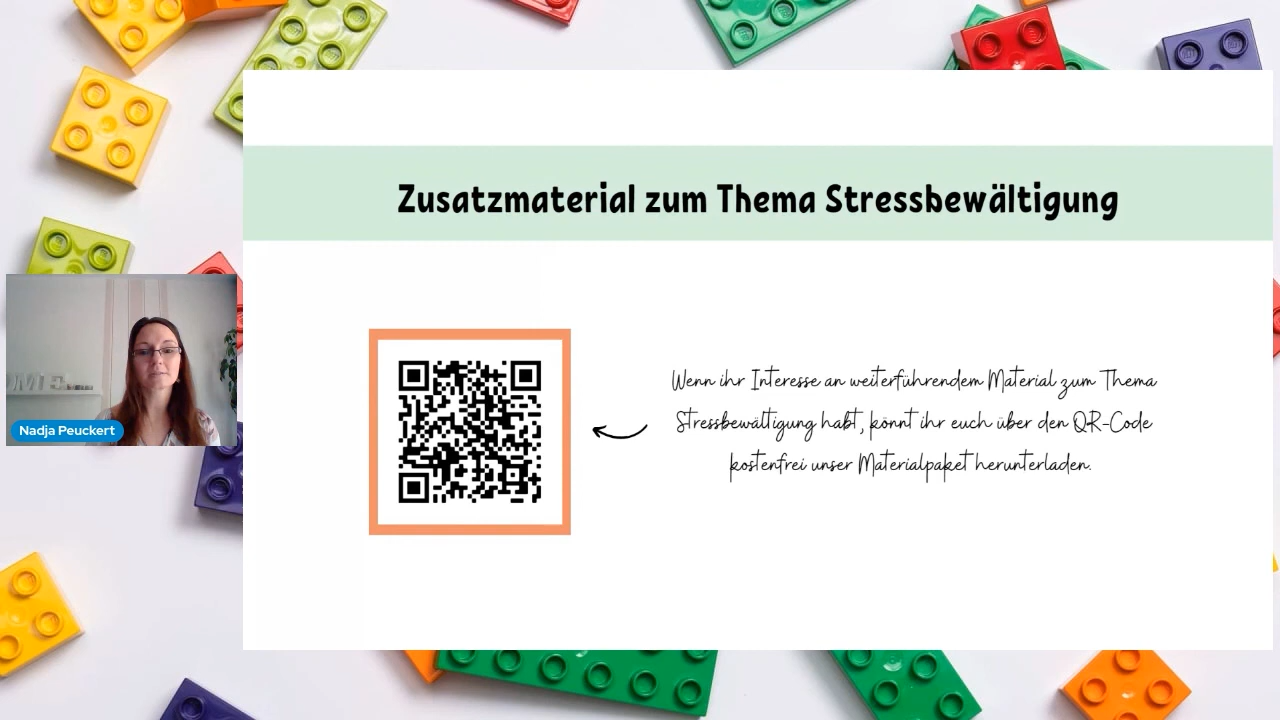 Zusatzmaterial zum Thema Stressbewältigung
Wenn ihr Interesse an weiterführendem Material zum Thema
Stressbewältigung habt, könnt ihr euch über den QR-Code
kostenfrei unser Materialpaket herunterladen.
Nadja Peuckert